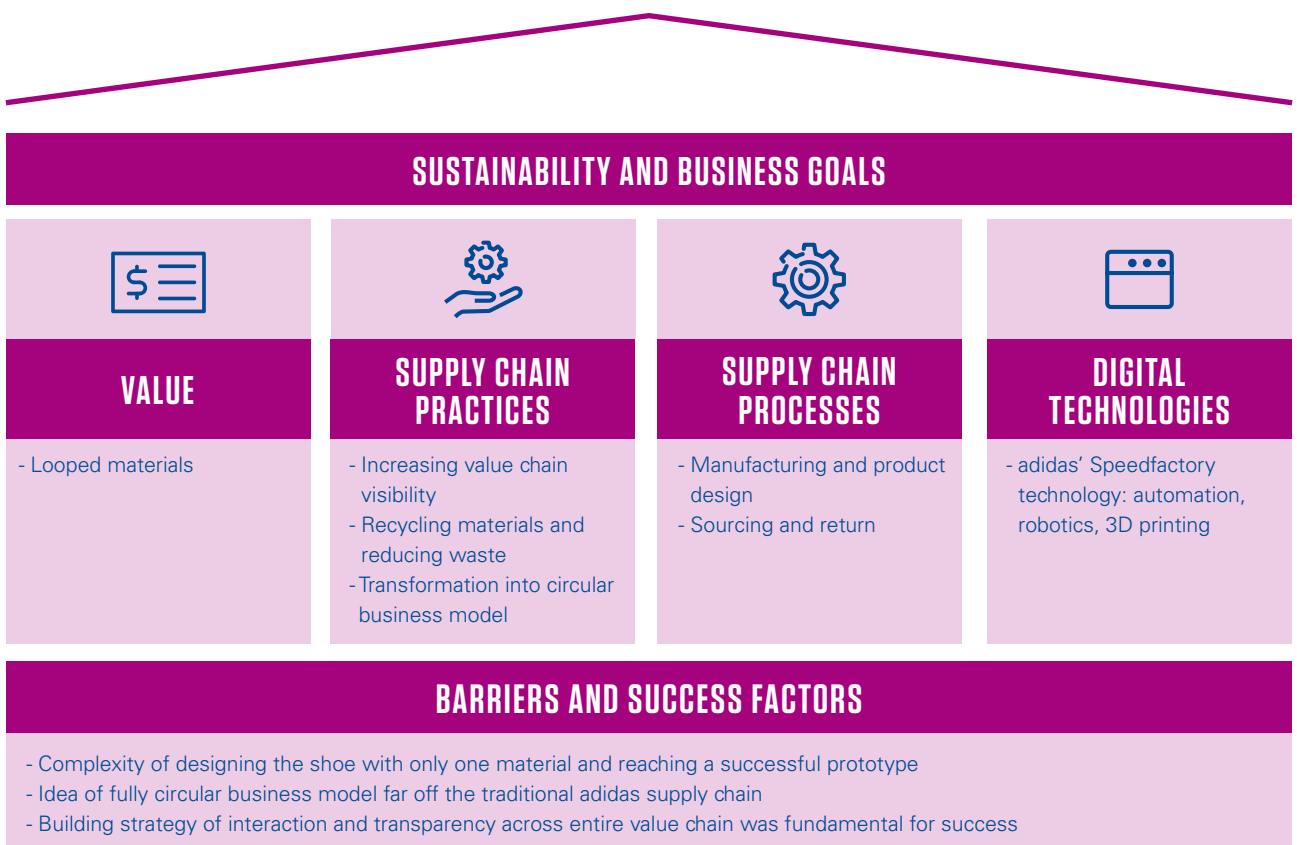 SUSTAINABILITY AND BUSINESS GOALS
$
VALUE
- Looped materials
SUPPLY CHAIN
PRACTICES
- Increasing value chain
visibility
- Recycling materials and
reducing waste
- Transformation into circular
business model
SUPPLY CHAIN
PROCESSES
- Manufacturing and product
design
- Sourcing and return
DIGITAL
TECHNOLOGIES
- adidas’ Speedfactory
technology: automation,
robotics, 3D printing
BARRIERS AND SUCCESS FACTORS
- Complexity of designing the shoe with only one material and reaching a successful prototype
- Idea of fully circular business model far off the traditional adidas supply chain
- Building strategy of interaction and transparency across entire value chain was fundamental for success